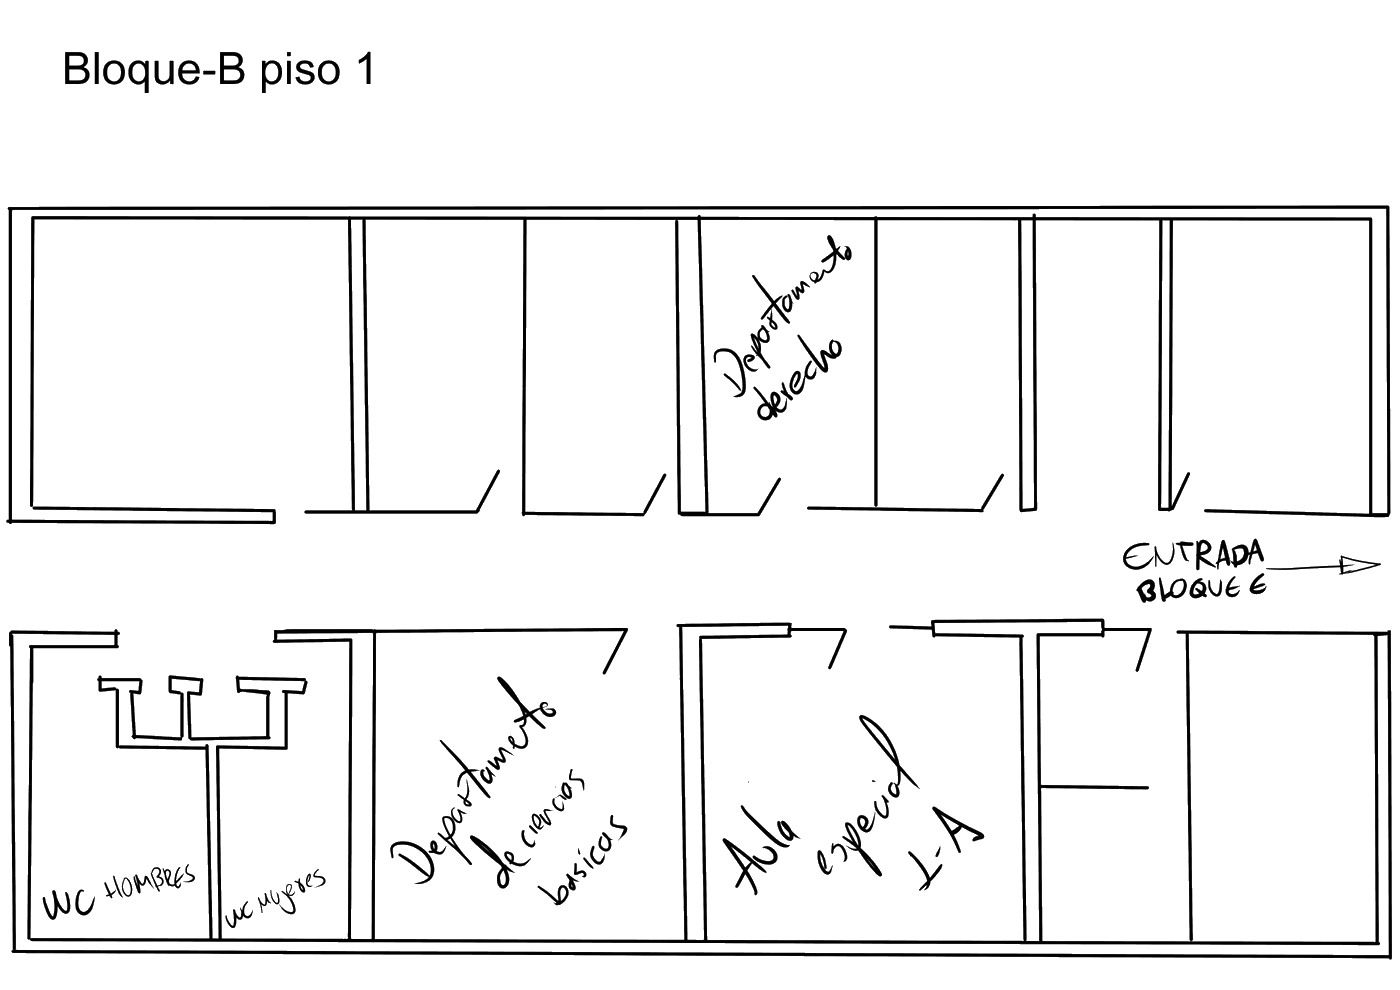 Bloque-B piso 1
Departamento
derecho
ENTRADA
BLOQUE E
WC HOMBRES
WC Mujeres
Departamento
de ciencias
basicas
Aula
especial
1-A